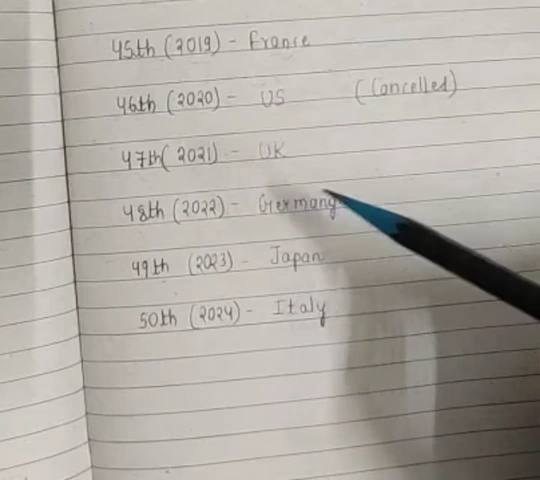 45th (2019) - France
46th (2020) - US (Cancelled)
47th (2021) - UK
48th (2022) - Germany
49th (2023) - Japan
50th (2024) - Italy